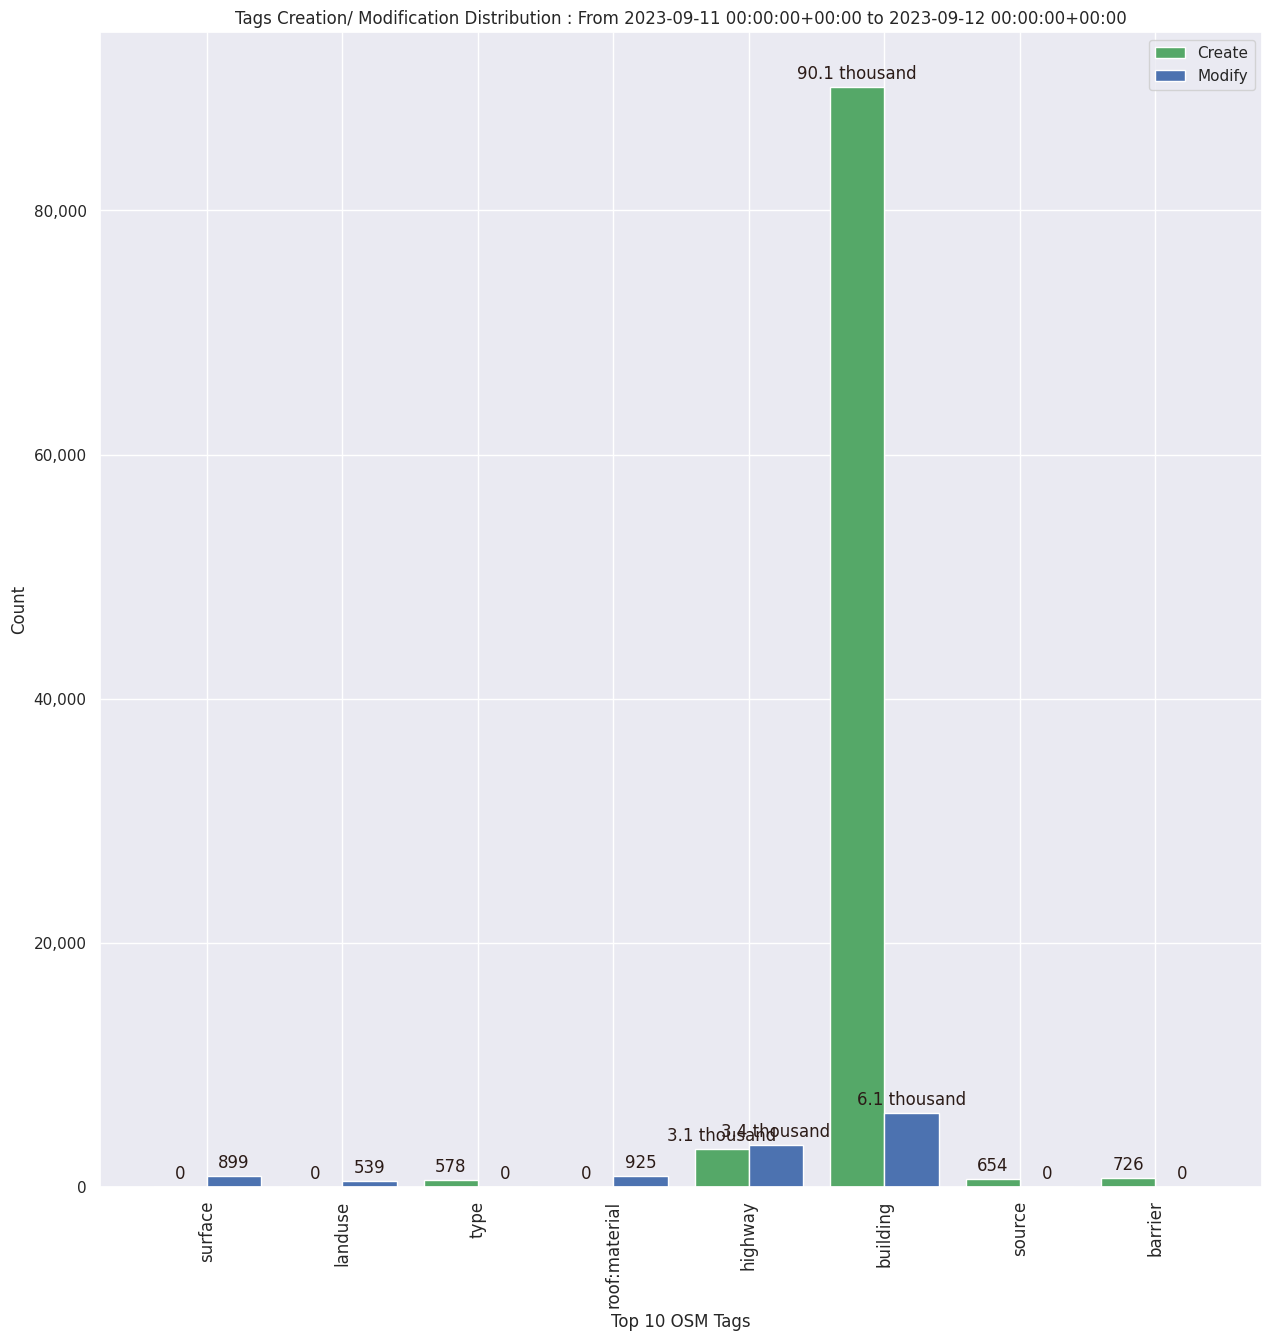 Tags Creation/ Modification Distribution : From 2023-09-11 00:00:00+00:00 to 2023-09-12 00:00:00+00:00
Create
Modify
90.1 thousand
80,000
60,000
Count
40,000
20,000
6.1 thousand
3.1 thousand
3.4 thousand
0
899
0
539
578
0
0
925
654
0
726
0
0
surface
landuse
type
roof:material
highway
building
source
barrier
Top 10 OSM Tags